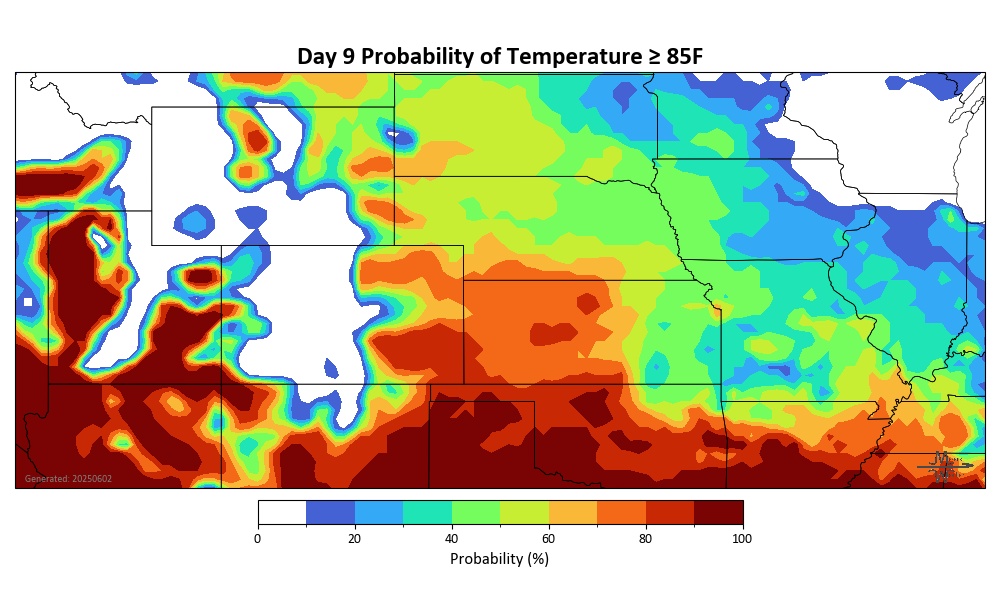 Day 9 Probability of Temperature ≥ 85F
Generated: 20250602
0 20 40 60 80 100
Probability (%)